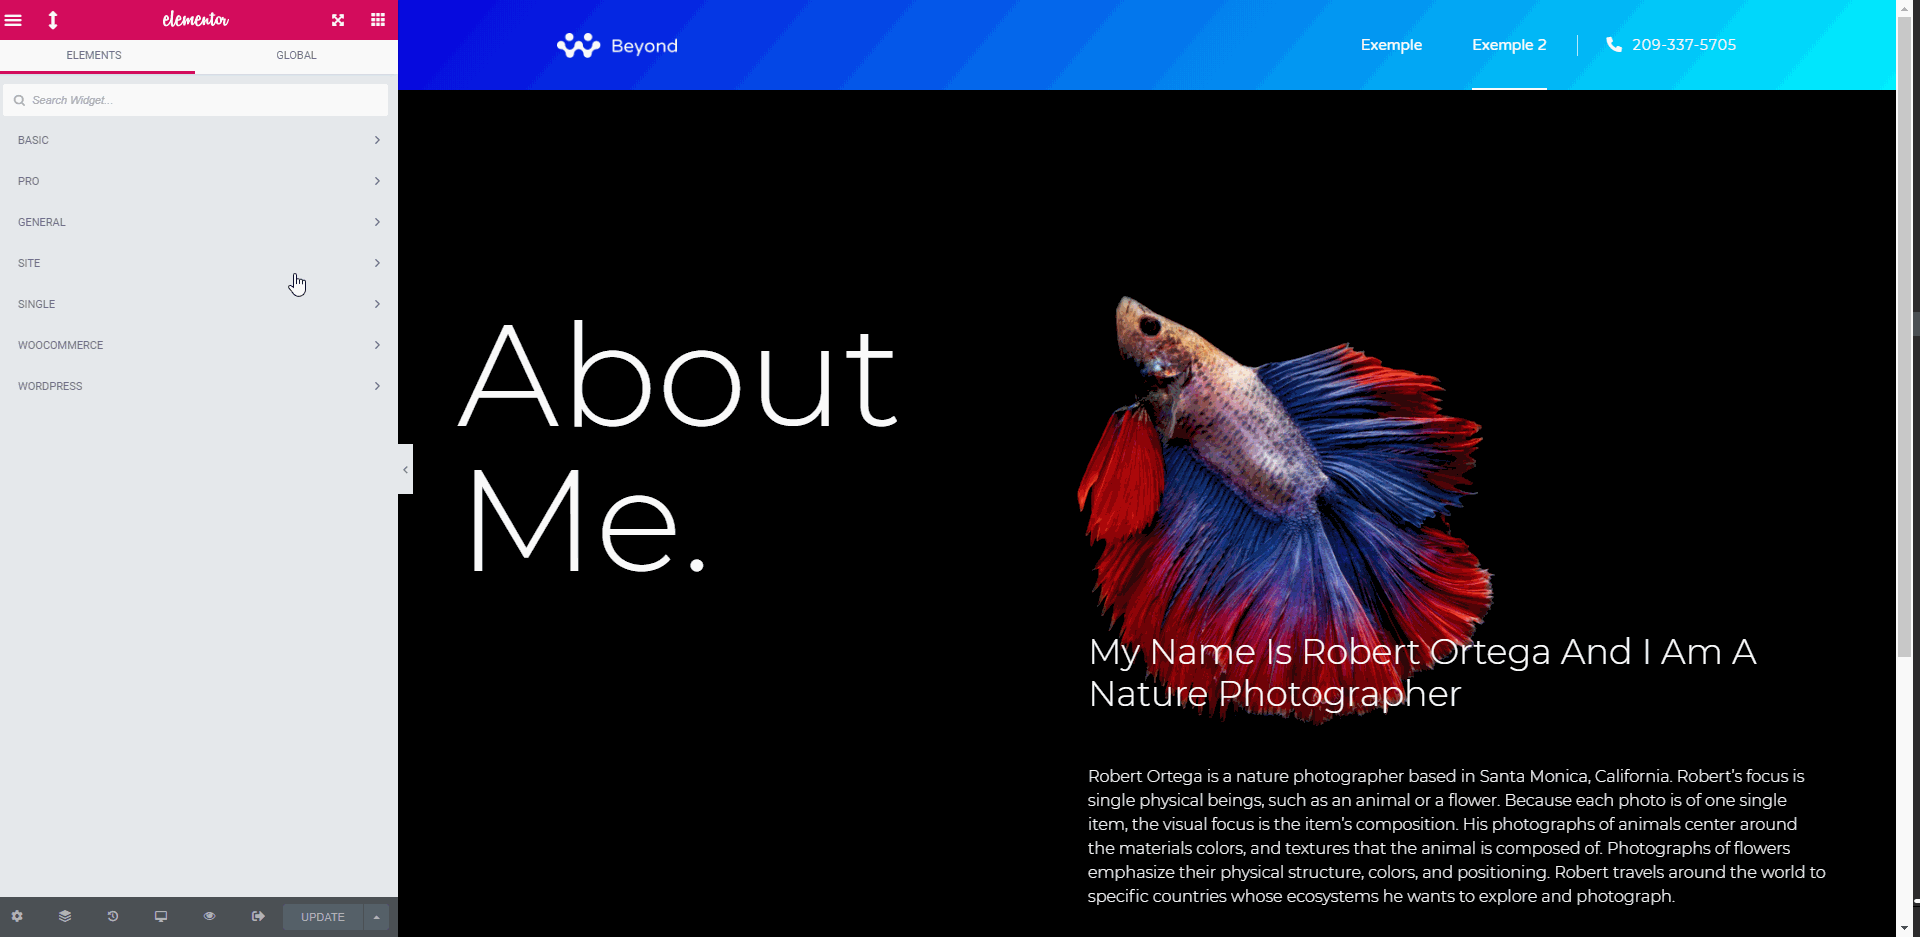 elementor
ELEMENTS
GLOBAL
Search Widget...
BASIC
PRO
GENERAL
SITE
SINGLE
WOOCOMMERCE
WORDPRESS
UPDATE
Beyond
Exemple
Exemple 2
209-337-5705
About
Me.
My Name Is Robert Ortega And I Am A
Nature Photographer
Robert Ortega is a nature photographer based in Santa Monica, California. Robert's focus is
single physical beings, such as an animal or a flower. Because each photo is of one single
item, the visual focus is the item's composition. His photographs of animals center around
the materials colors, and textures that the animal is composed of. Photographs of flowers
emphasize their physical structure, colors, and positioning. Robert travels around the world to
specific countries whose ecosystems he wants to explore and photograph.